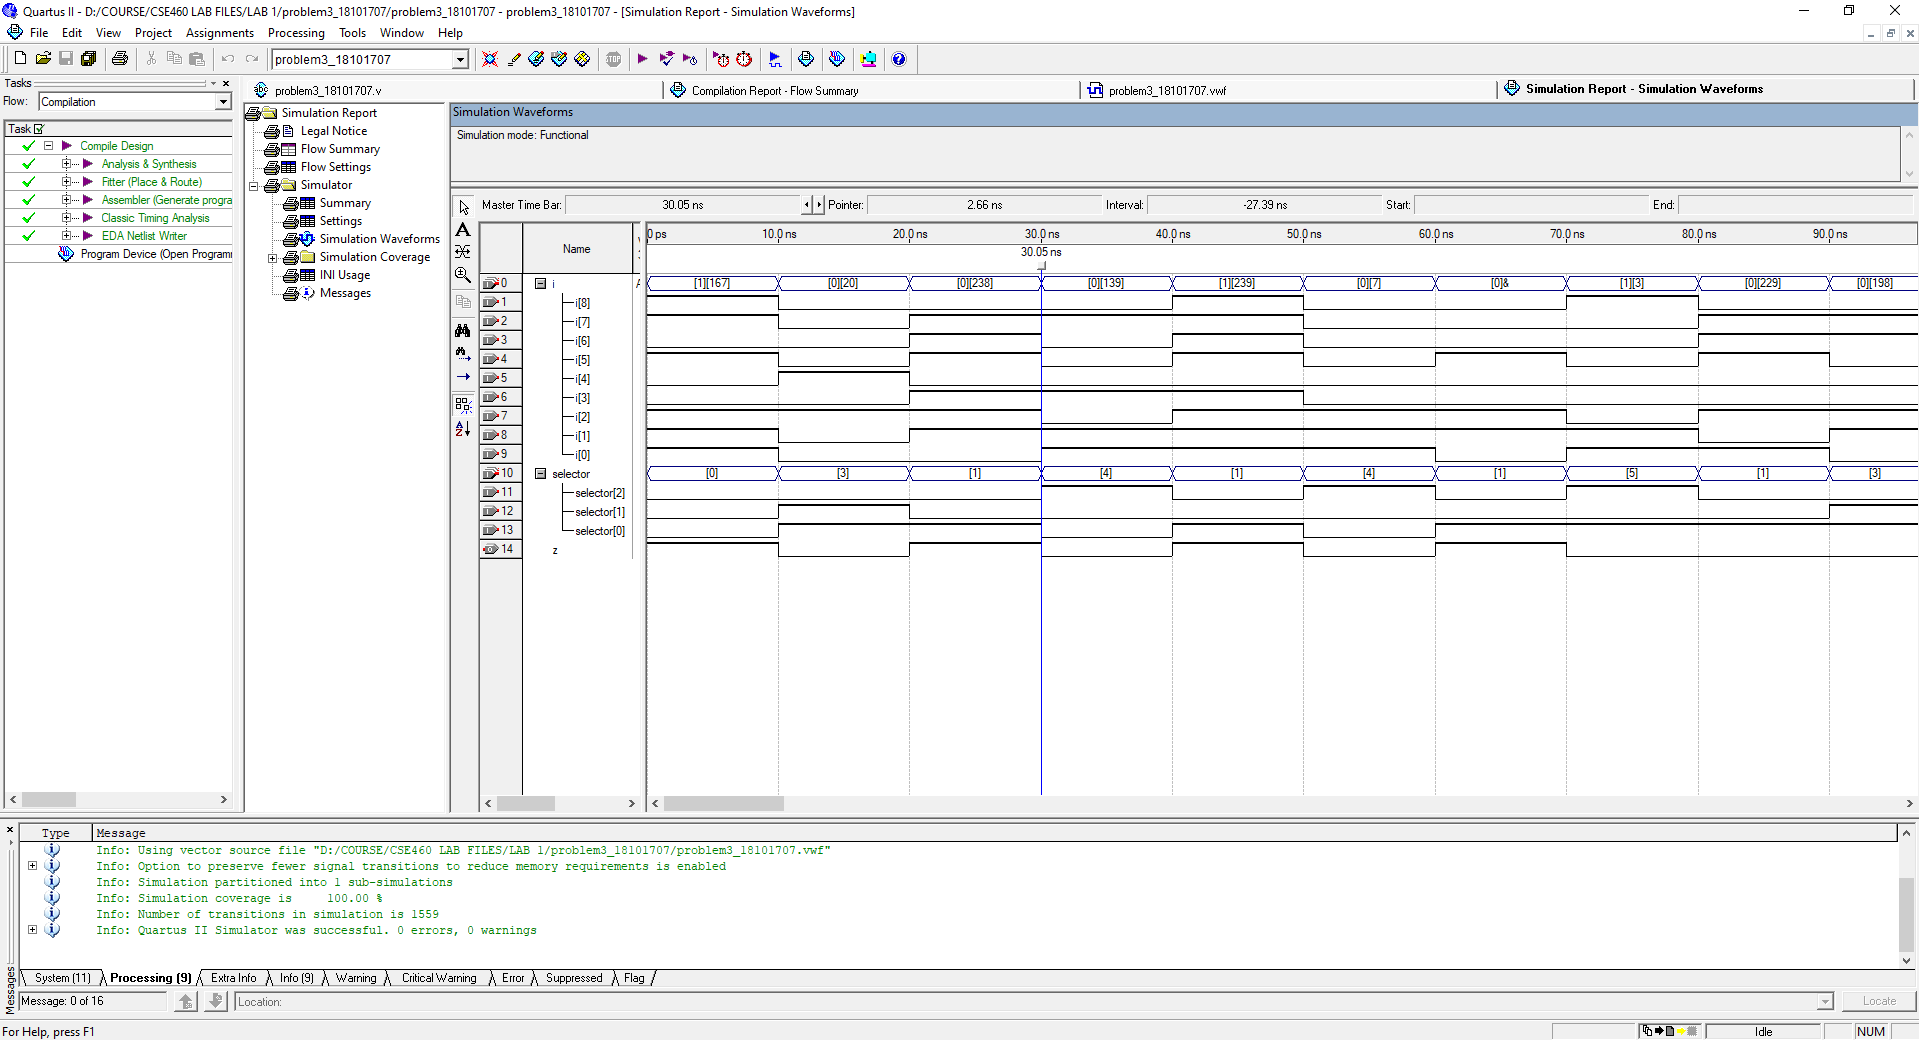 Quartus II - D:/COURSE/CSE460 LAB FILES/LAB 1/problem3_18101707/problem3_18101707 - problem3_18101707 - [Simulation Report - Simulation Waveforms]
File Edit View Project Assignments Processing Tools Window Help
problem3_18101707
Tasks
Flow: Compilation
Task
Compile Design
Analysis & Synthesis
Fitter (Place & Route)
Assembler (Generate progra
Classic Timing Analysis
EDA Netlist Writer
Program Device (Open Program
problem3_18101707.v
Compilation Report - Flow Summary
problem3_18101707.vwf
Simulation Report - Simulation Waveforms
Simulation Report
Legal Notice
Flow Summary
Flow Settings
Simulator
Summary
Settings
Simulation Waveforms
Simulation Coverage
INI Usage
Messages
Simulation Waveforms
Simulation mode: Functional
Master Time Bar: 30.05 ns Pointer: 2.66 ns Interval: -27.39 ns Start: End:
Name
0 ps 10.0 ns 20.0 ns 30.0 ns 40.0 ns 50.0 ns 60.0 ns 70.0 ns 80.0 ns 90.0 ns
30.05 ns
0 i A [1][167] [0][20] [0][238] [0][139] [1][239] [0][7] [0]& [1][3] [0][229] [0][198]
1 i[8]
2 i[7]
3 i[6]
4 i[5]
5 i[4]
6 i[3]
7 i[2]
8 i[1]
9 i[0]
10 selector [0] [3] [1] [4] [1] [4] [1] [5] [1] [3]
11 selector[2]
12 selector[1]
13 selector[0]
14 z
Type Message
Info: Using vector source file "D:/COURSE/CSE460 LAB FILES/LAB 1/problem3_18101707/problem3_18101707.vwf"
Info: Option to preserve fewer signal transitions to reduce memory requirements is enabled
Info: Simulation partitioned into 1 sub-simulations
Info: Simulation coverage is 100.00 %
Info: Number of transitions in simulation is 1559
Info: Quartus II Simulator was successful. 0 errors, 0 warnings
System (11) Processing (9) Extra Info Info (9) Warning Critical Warning Error Suppressed Flag
Messages
Message: 0 of 16 Location: Locate
For Help, press F1 Idle NUM